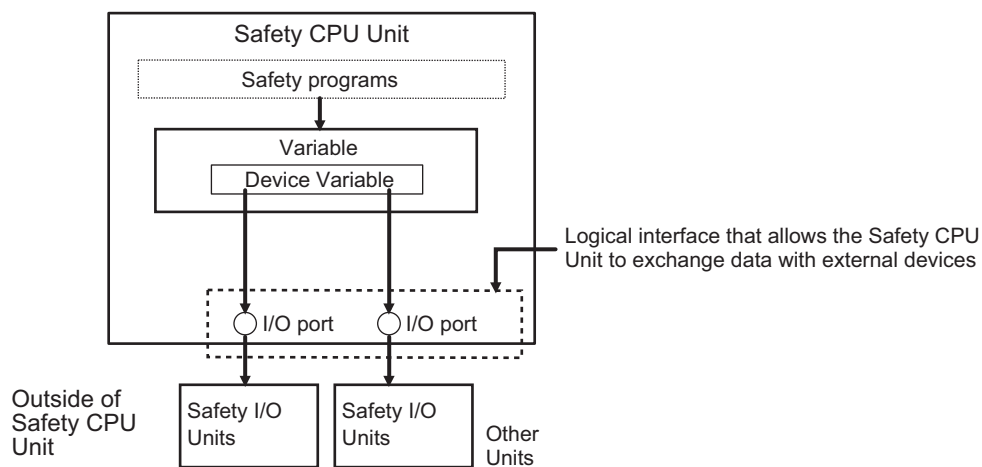 Safety CPU Unit
Safety programs
Variable
Device Variable
Logical interface that allows the Safety CPU
Unit to exchange data with external devices
I/O port
I/O port
Outside of
Safety CPU
Unit
Safety I/O
Units
Safety I/O
Units
Other
Units